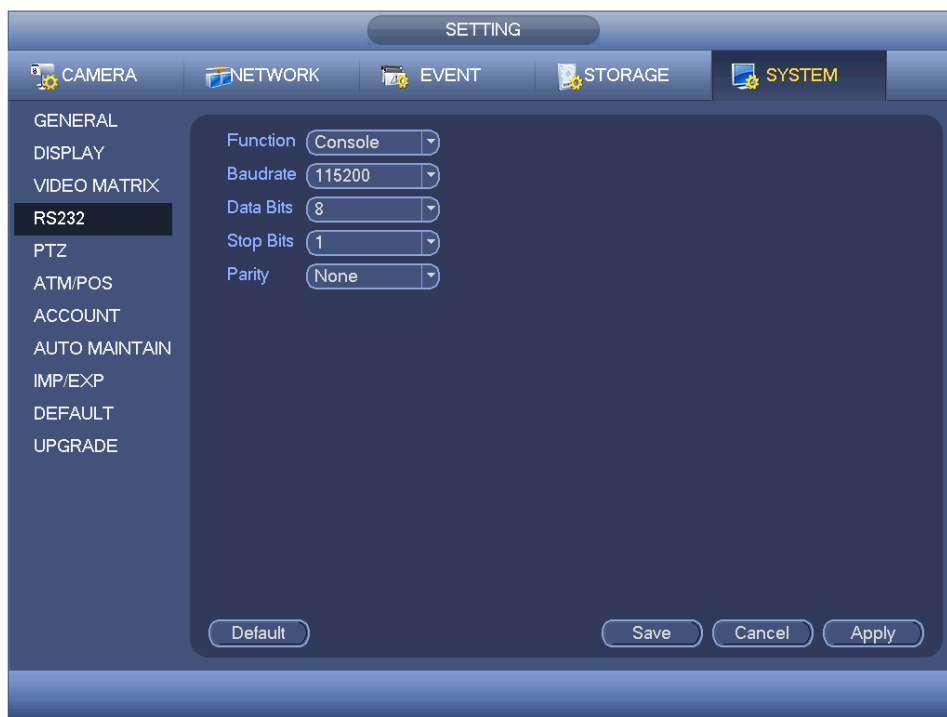 SETTING
CAMERA NETWORK EVENT STORAGE SYSTEM
GENERAL
DISPLAY
VIDEO MATRIX
RS232
PTZ
ATM/POS
ACCOUNT
AUTO MAINTAIN
IMP/EXP
DEFAULT
UPGRADE
Function Console
Baudrate 115200
Data Bits 8
Stop Bits 1
Parity None
Default Save Cancel Apply